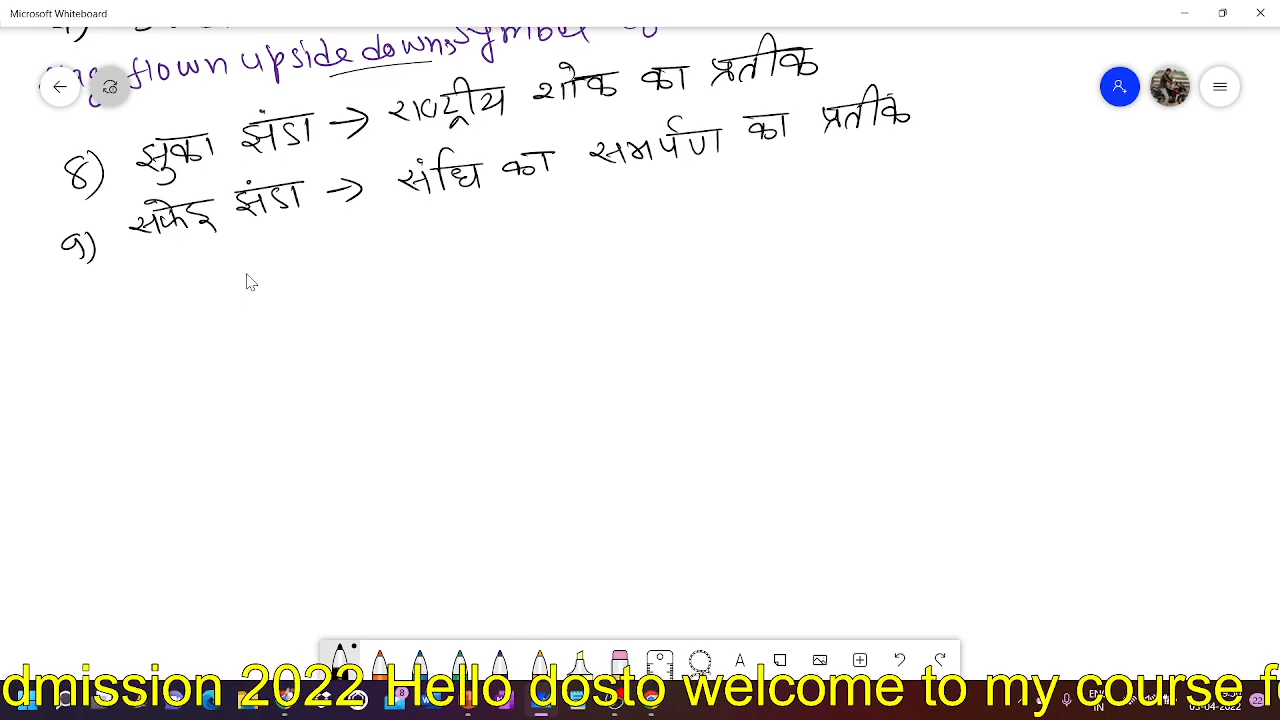 Microsoft Whiteboard
flown upside down, symbol
8) झुका झंडा → राष्ट्रीय शोक का प्रतीक
9) सफेद झंडा → संधि का समर्पण का प्रतीक
dmission 2022 Hello dosto welcome to my course f